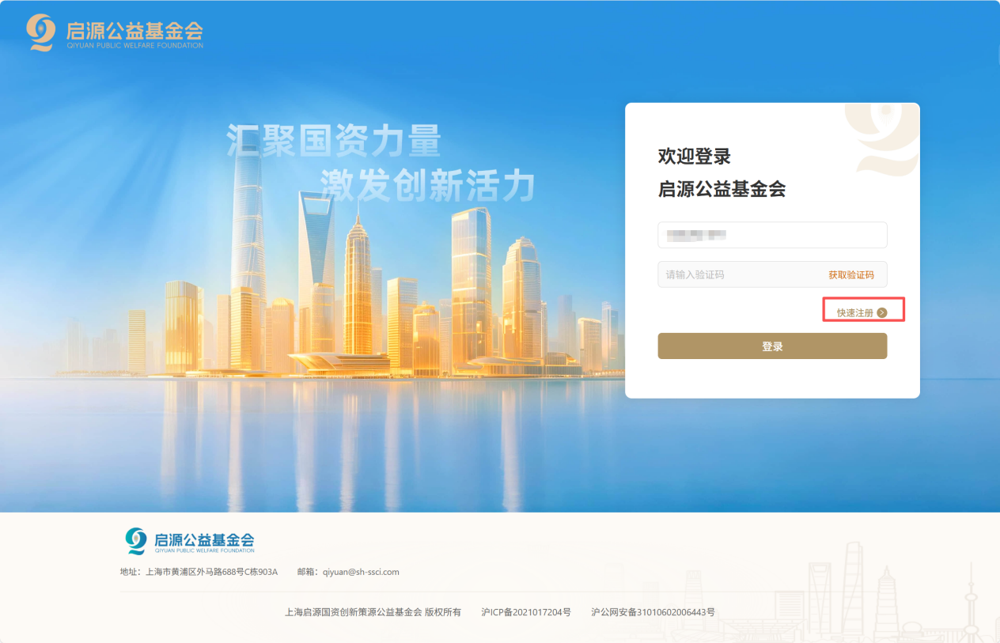 启源公益基金会
QIYUAN PUBLIC WELFARE FOUNDATION
汇聚国资力量
激发创新活力
欢迎登录
启源公益基金会
请输入验证码 获取验证码
快速注册
登录
启源公益基金会
QIYUAN PUBLIC WELFARE FOUNDATION
地址：上海市黄浦区外马路688号C栋903A 邮箱：qiyuan@sh-ssci.com
上海启源国资创新策源公益基金会 版权所有 沪ICP备2021017204号 沪公网安备31010602006443号